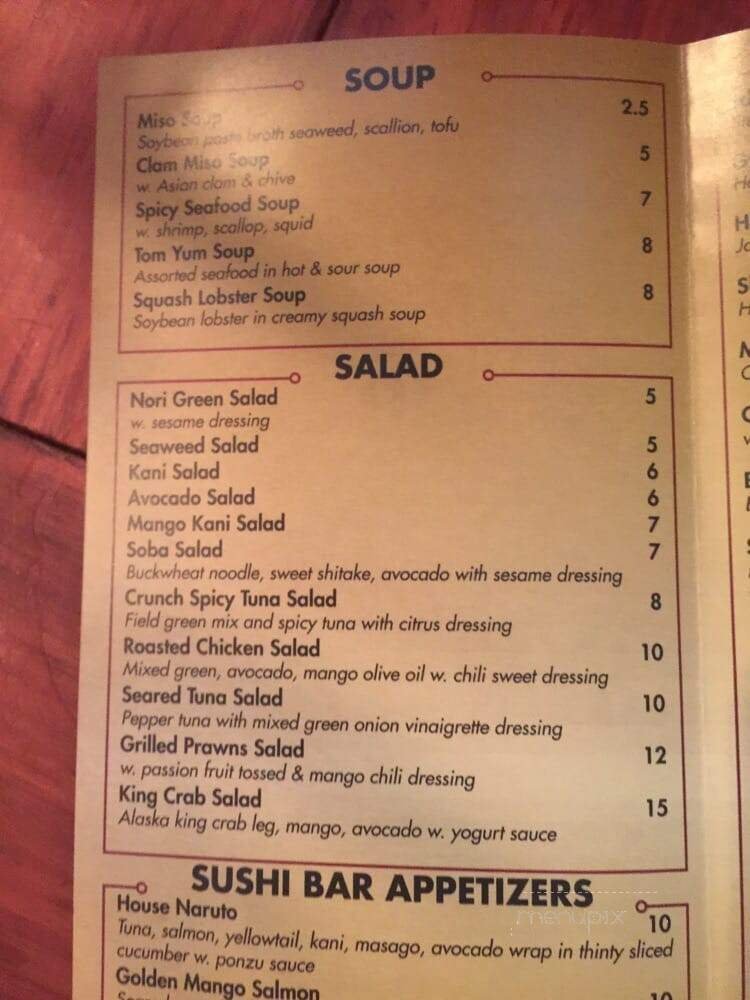 SOUP
Miso Soup 2.5
Soybean paste broth seaweed, scallion, tofu
Clam Miso Soup 5
w. Asian clam & chive
Spicy Seafood Soup 7
w. shrimp, scallop, squid
Tom Yum Soup 8
Assorted seafood in hot & sour soup
Squash Lobster Soup 8
Soybean lobster in creamy squash soup
SALAD
Nori Green Salad 5
w. sesame dressing
Seaweed Salad 5
Kani Salad 6
Avocado Salad 6
Mango Kani Salad 7
Soba Salad 7
Buckwheat noodle, sweet shitake, avocado with sesame dressing
Crunch Spicy Tuna Salad 8
Field green mix and spicy tuna with citrus dressing
Roasted Chicken Salad 10
Mixed green, avocado, mango olive oil w. chili sweet dressing
Seared Tuna Salad 10
Pepper tuna with mixed green onion vinaigrette dressing
Grilled Prawns Salad 12
w. passion fruit tossed & mango chili dressing
King Crab Salad 15
Alaska king crab leg, mango, avocado w. yogurt sauce
SUSHI BAR APPETIZERS
House Naruto 10
Tuna, salmon, yellowtail, kani, masago, avocado wrap in thinty sliced
cucumber w. ponzu sauce
Golden Mango Salmon 10
menupix